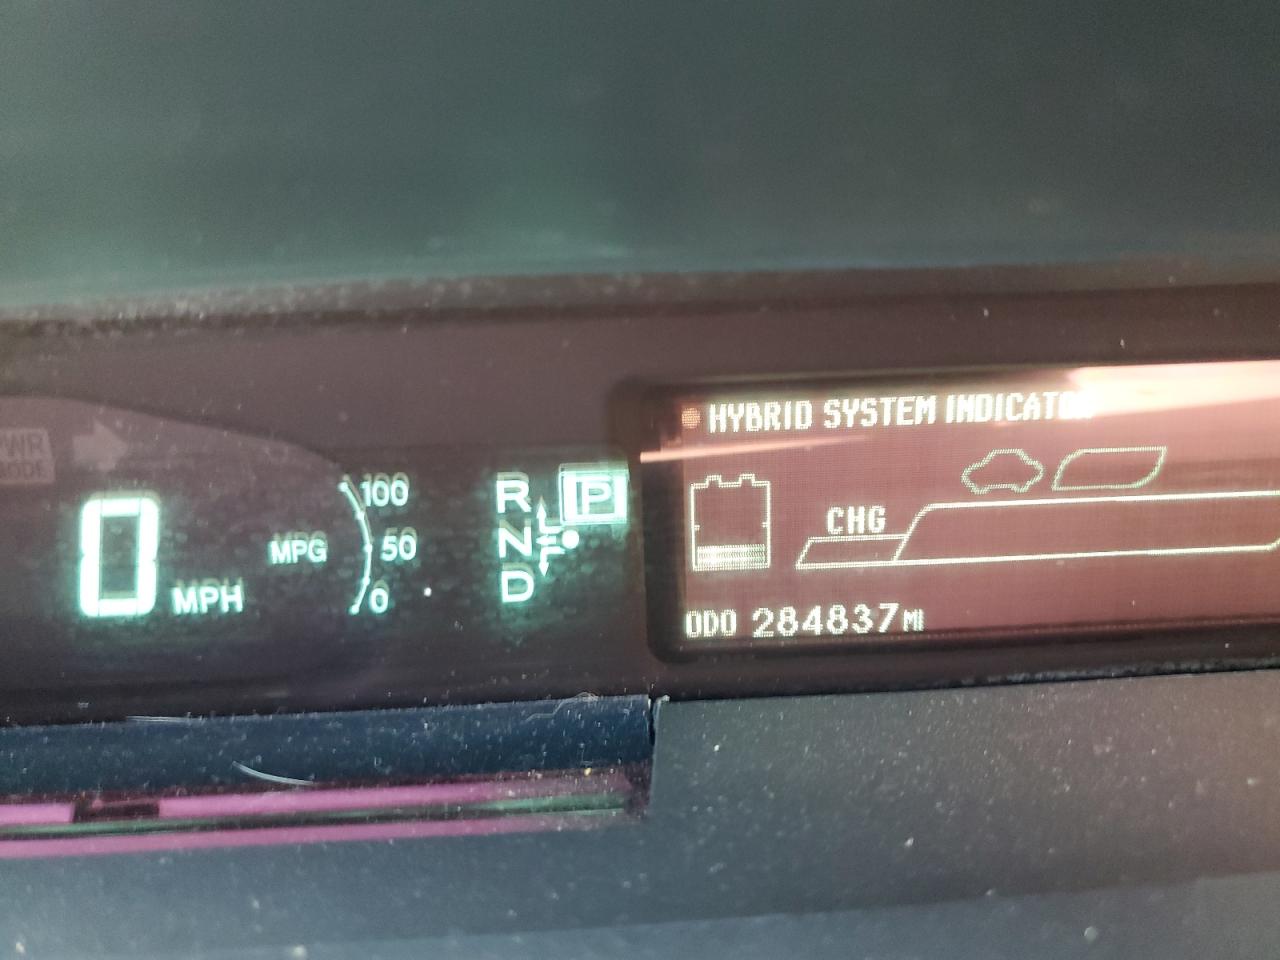 PWR
MODE
0 MPH
MPG
100
50
0
R
P
N
D
HYBRID SYSTEM INDICATOR
CHG
ODO 284837 MI